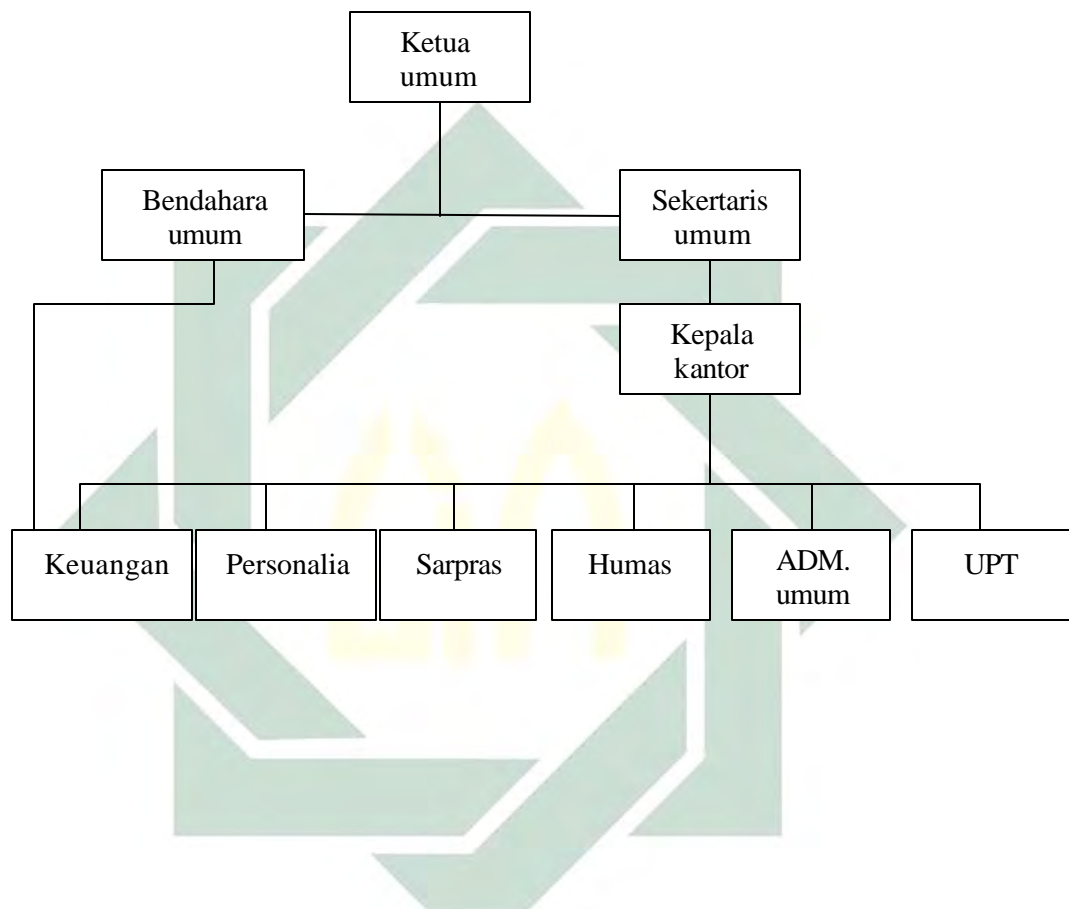 Ketua
umum
Bendahara
umum
Sekertaris
umum
Kepala
kantor
Keuangan
Personalia
Sarpras
Humas
ADM.
umum
UPT